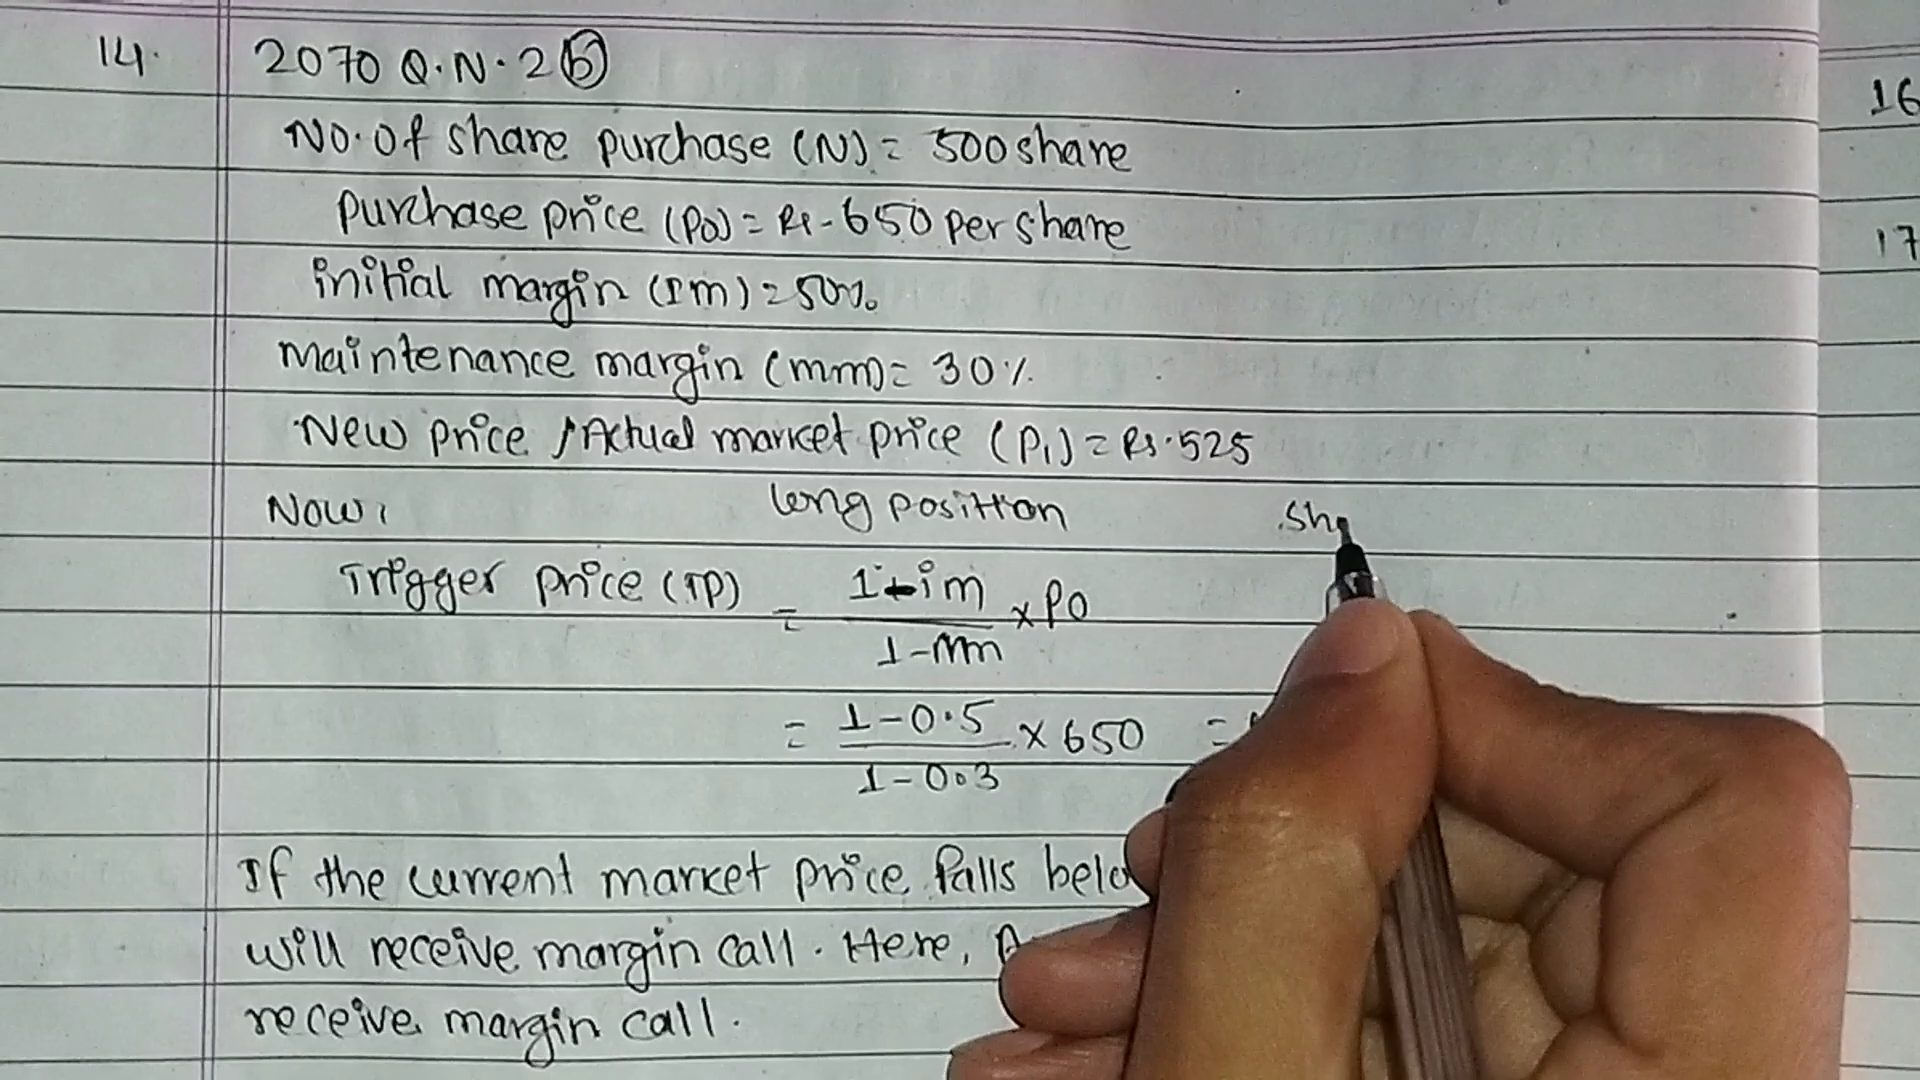 14. 2070 Q.N.2 (b)
No. of share purchase (N) = 500 share
purchase price (P0) = Rs. 650 per share
initial margin (Im) = 50%
Maintenance margin (mm) = 30%
New price / Actual market price (P1) = Rs. 525
Now, long position sh
Trigger price (TP) = 1-im / 1-mm × P0
= 1-0.5 / 1-0.3 × 650 =
If the current market price falls belo
will receive margin call. Here,
receive margin call.
16
17